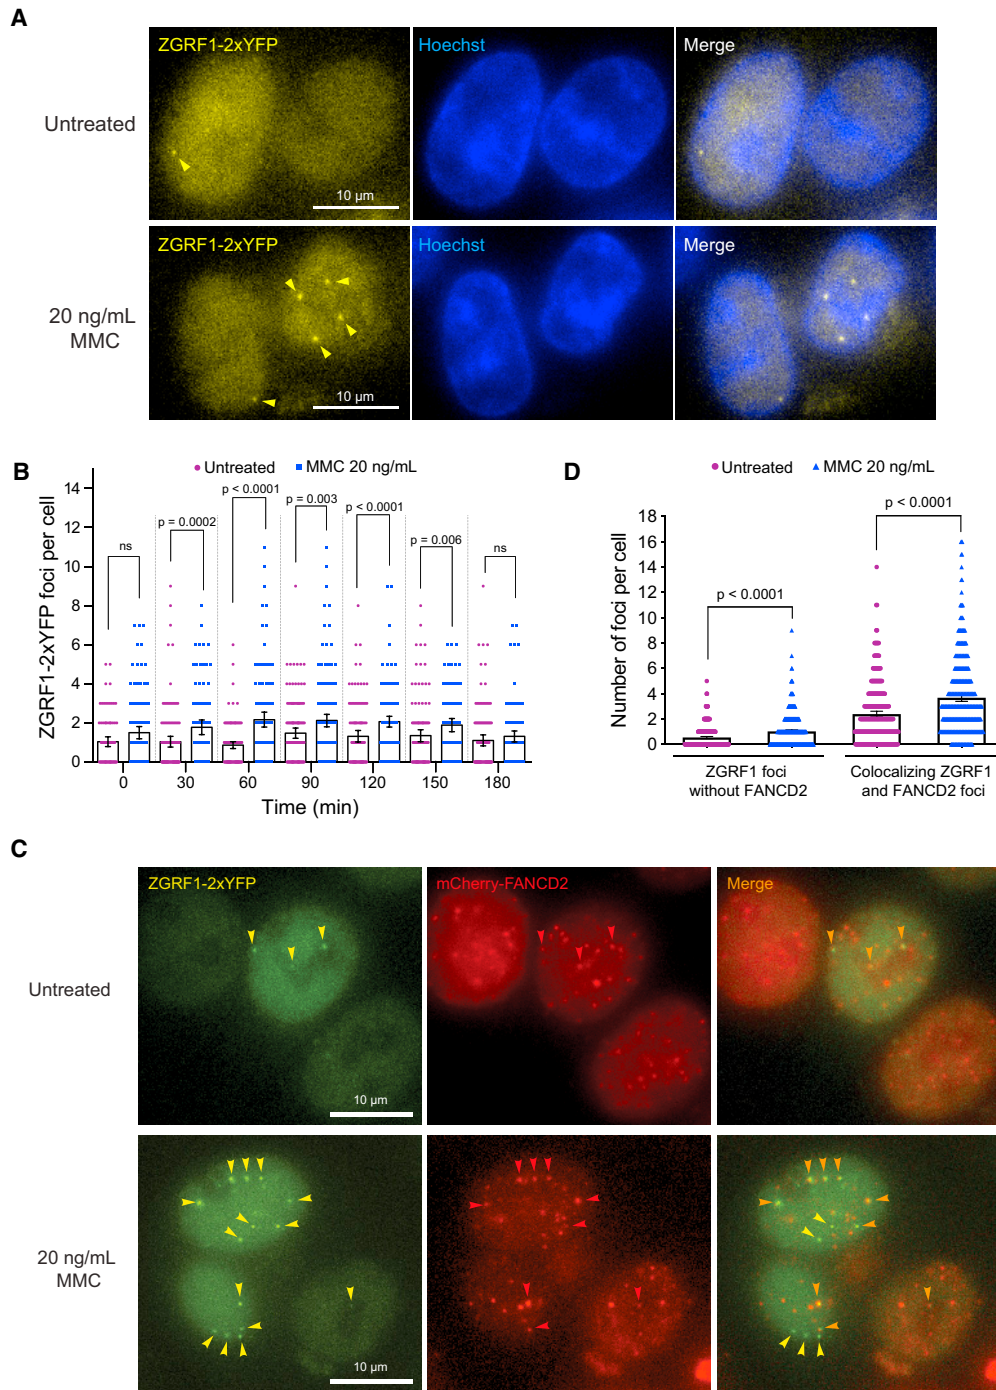 A
ZGRF1-2xYFP
Hoechst
Merge
Untreated
10 µm
ZGRF1-2xYFP
Hoechst
Merge
20 ng/mL
MMC
10 µm
B
Untreated
MMC 20 ng/mL
ZGRF1-2xYFP foci per cell
14
12
10
8
6
4
2
0
ns
p = 0.0002
p < 0.0001
p = 0.003
p < 0.0001
p = 0.006
ns
0
30
60
90
120
150
180
Time (min)
D
Untreated
MMC 20 ng/mL
Number of foci per cell
18
16
14
12
10
8
6
4
2
0
p < 0.0001
p < 0.0001
ZGRF1 foci
without FANCD2
Colocalizing ZGRF1
and FANCD2 foci
C
ZGRF1-2xYFP
mCherry-FANCD2
Merge
Untreated
10 µm
20 ng/mL
MMC
10 µm